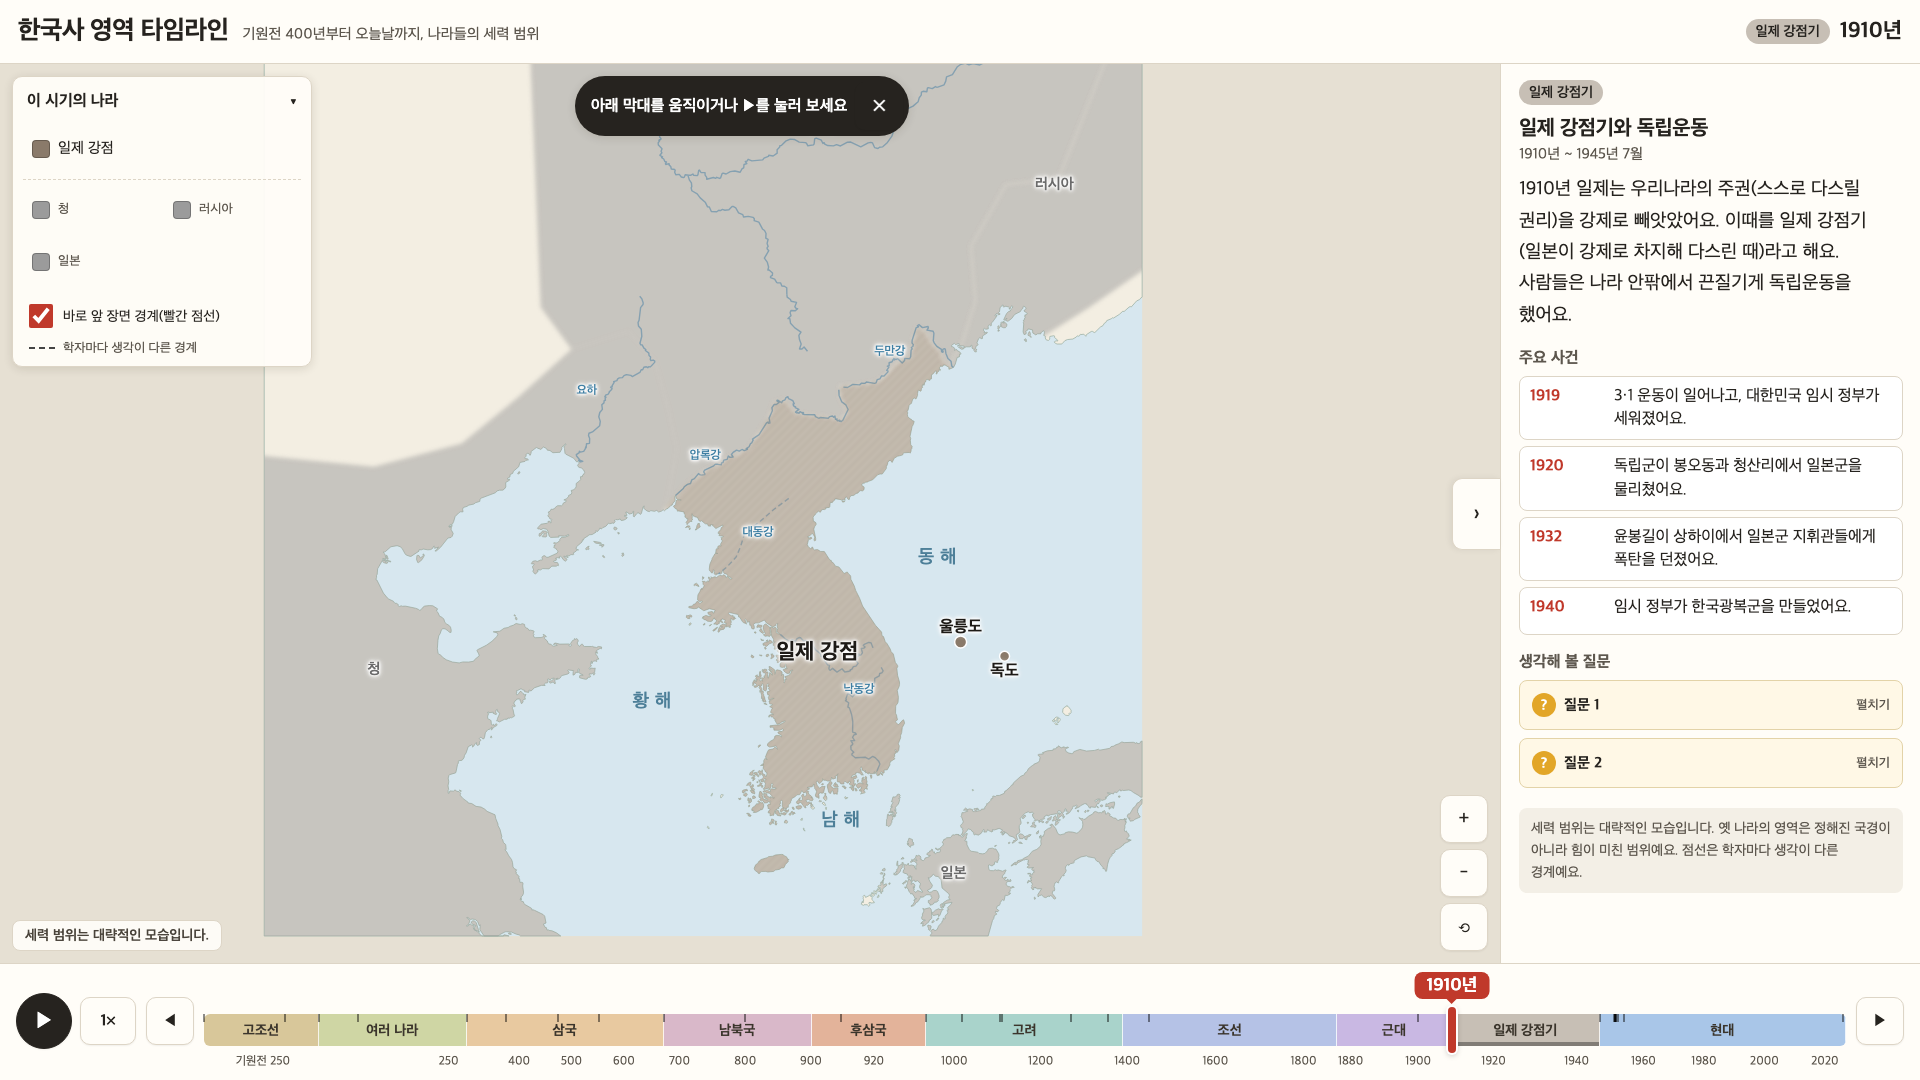 한국사 영역 타임라인
기원전 400년부터 오늘날까지, 나라들의 세력 범위
일제 강점기 1910년
이 시기의 나라 ▾
일제 강점
청
러시아
일본
바로 앞 장면 경계(빨간 점선)
학자마다 생각이 다른 경계
아래 막대를 움직이거나 ▶를 눌러 보세요 ✕
러시아
두만강
요하
압록강
대동강
동 해
울릉도
독도
일제 강점
청
낙동강
황 해
남 해
일본
세력 범위는 대략적인 모습입니다.
›
+
−
⟲
일제 강점기
일제 강점기와 독립운동
1910년 ~ 1945년 7월
1910년 일제는 우리나라의 주권(스스로 다스릴
권리)을 강제로 빼앗았어요. 이때를 일제 강점기
(일본이 강제로 차지해 다스린 때)라고 해요.
사람들은 나라 안팎에서 끈질기게 독립운동을
했어요.
주요 사건
1919 3·1 운동이 일어나고, 대한민국 임시 정부가
세워졌어요.
1920 독립군이 봉오동과 청산리에서 일본군을
물리쳤어요.
1932 윤봉길이 상하이에서 일본군 지휘관들에게
폭탄을 던졌어요.
1940 임시 정부가 한국광복군을 만들었어요.
생각해 볼 질문
? 질문 1 펼치기
? 질문 2 펼치기
세력 범위는 대략적인 모습입니다. 옛 나라의 영역은 정해진 국경이
아니라 힘이 미친 범위예요. 점선은 학자마다 생각이 다른
경계예요.
1910년
▶ 1× ◀
고조선 여러 나라 삼국 남북국 후삼국 고려 조선 근대 일제 강점기 현대
▶
기원전 250 250 400 500 600 700 800 900 920 1000 1200 1400 1600 1800 1880 1900 1920 1940 1960 1980 2000 2020